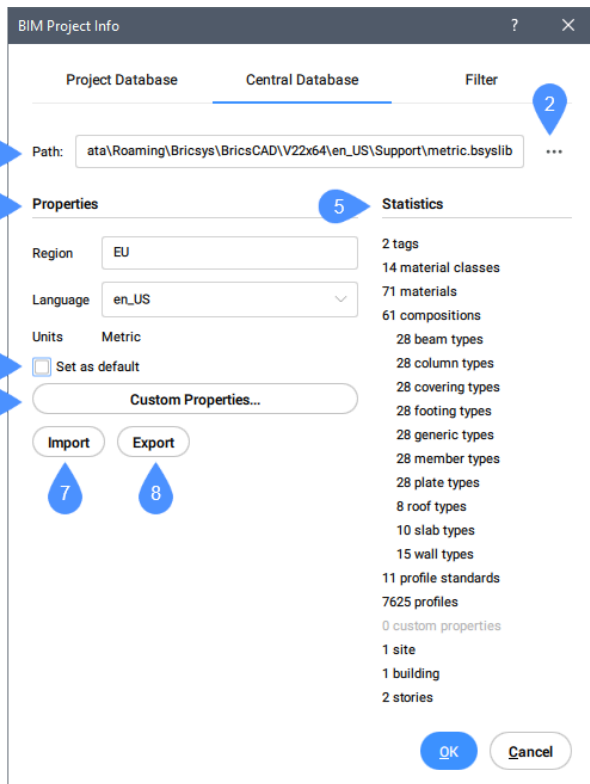 BIM Project Info
?
Project Database
Central Database
Filter
2
Path:
ata\Roaming\Bricsys\BricsCAD\V22x64\en_US\Support\metric.bsyslib
...
Properties
5
Statistics
Region
EU
Language
en_US
Units
Metric
Set as default
Custom Properties...
Import
Export
7
8
2 tags
14 material classes
71 materials
61 compositions
28 beam types
28 column types
28 covering types
28 footing types
28 generic types
28 member types
28 plate types
8 roof types
10 slab types
15 wall types
11 profile standards
7625 profiles
0 custom properties
1 site
1 building
2 stories
OK
Cancel